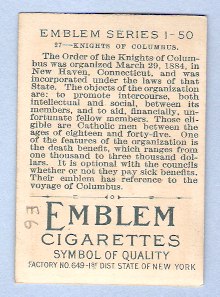 EMBLEM SERIES 1-50
27—KNIGHTS OF COLUMBUS.
The Order of the Knights of Colum-
bus was organized March 29, 1884, in
New Haven, Connecticut, and was
incorporated under the laws of that
State. The objects of the organization
are: to promote intercourse, both
intellectual and social, between its
members, and to aid, financially, un-
fortunate fellow members. Those eli-
gible are Catholic men between the
ages of eighteen and forty-five. One
of the features of the organization is
the death benefit, which ranges from
one thousand to three thousand dol-
lars. It is optional with the councils
whether or not they pay sick benefits.
Their emblem has reference to the
voyage of Columbus.
EMBLEM
CIGARETTES
SYMBOL OF QUALITY
FACTORY NO. 649-1ST DIST STATE OF NEW YORK